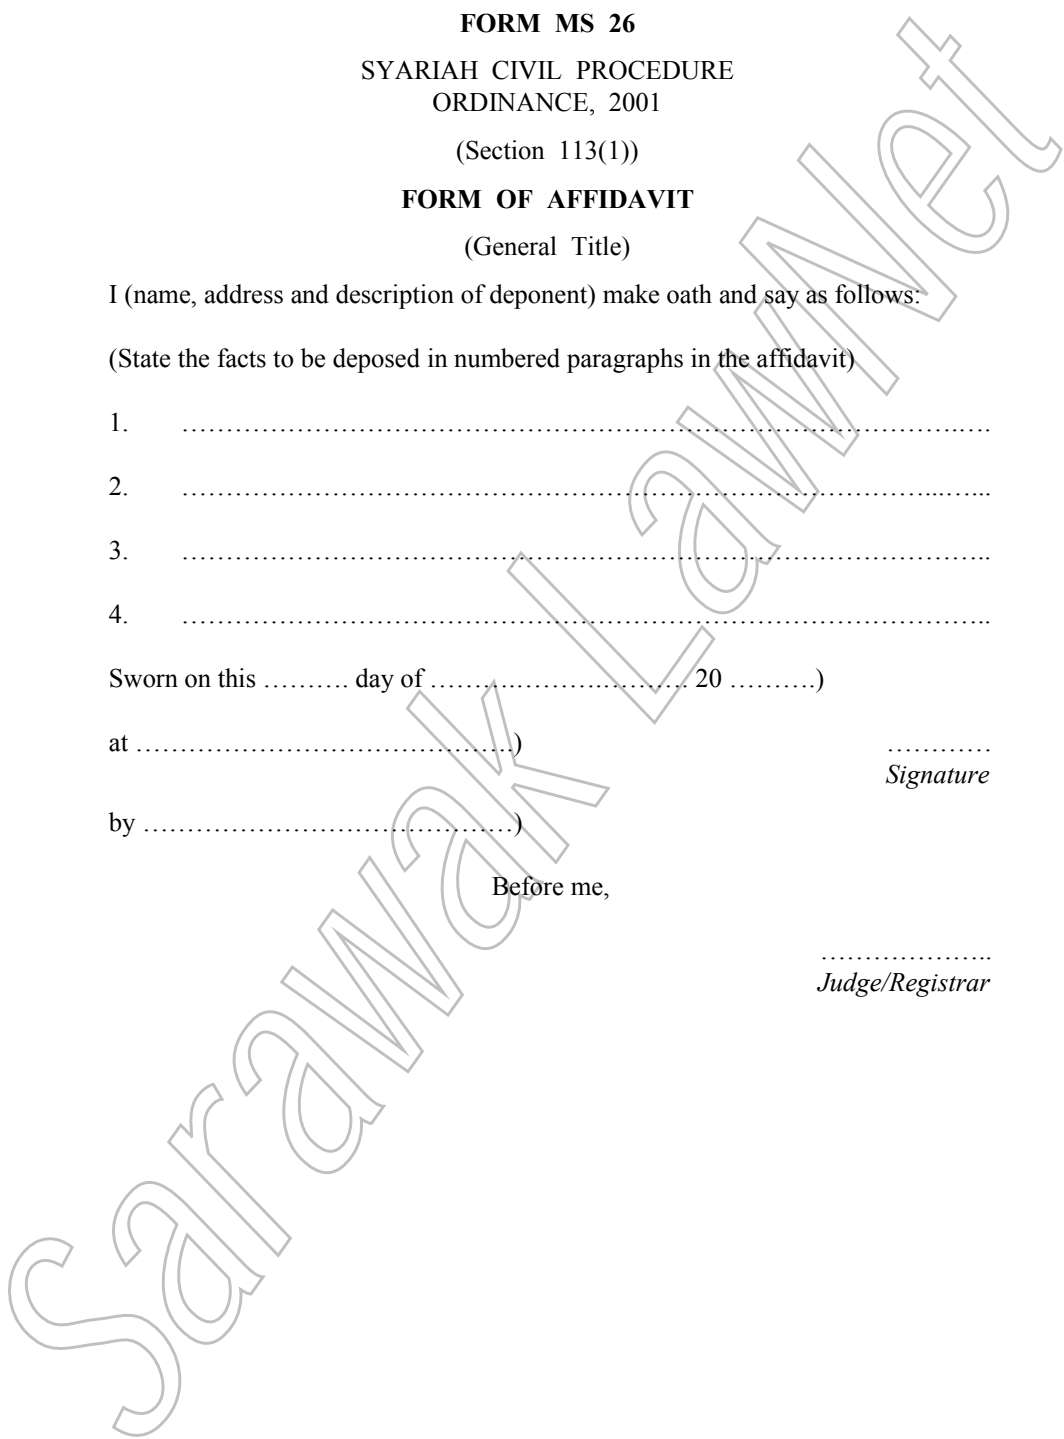 FORM MS 26
SYARIAH CIVIL PROCEDURE
ORDINANCE, 2001
(Section 113(1))
FORM OF AFFIDAVIT
(General Title)
I (name, address and description of deponent) make oath and say as follows:
(State the facts to be deposed in numbered paragraphs in the affidavit)
1. ……………………………………………………………………………….….
2. ……………………………………………………………………………...…...
3. …………………………………………………………………………………..
4. …………………………………………………………………………………..
Sworn on this ………. day of ………………………… 20 ……….)
at …………………………………….) …………
Signature
by ……………………………………)
Before me,
………………..
Judge/Registrar
Sarawak LawNet